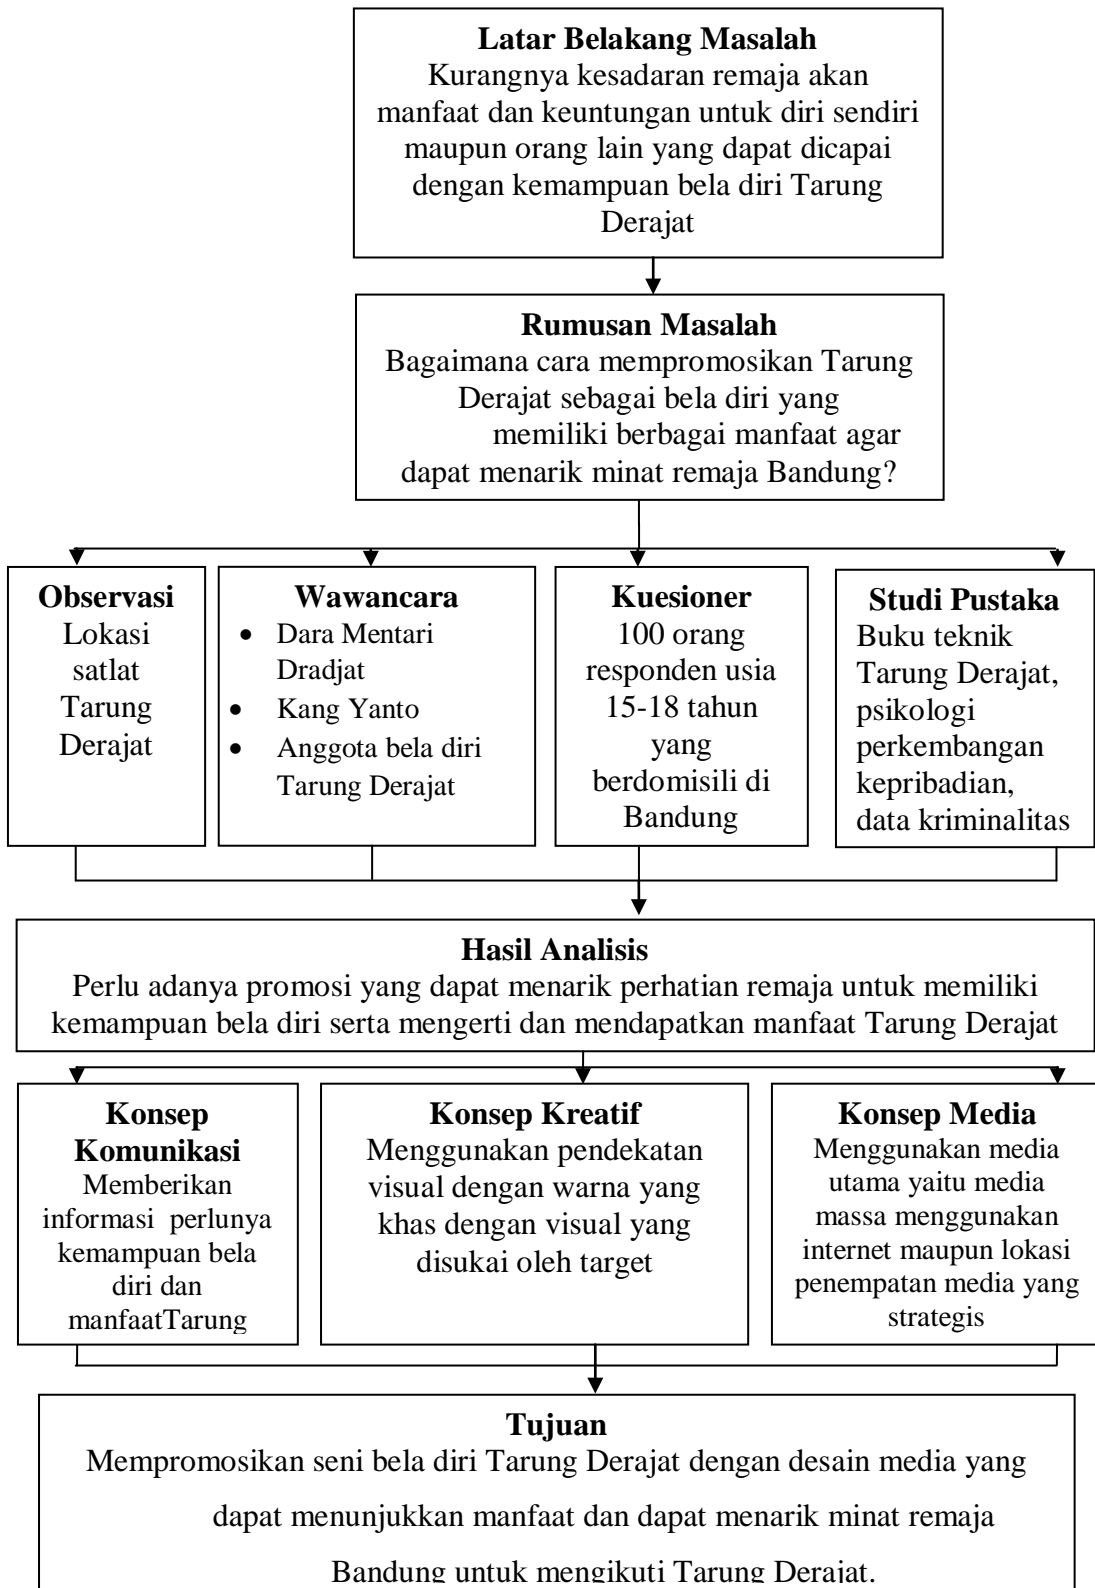 Latar Belakang Masalah
Kurangnya kesadaran remaja akan
manfaat dan keuntungan untuk diri sendiri
maupun orang lain yang dapat dicapai
dengan kemampuan bela diri Tarung
Derajat
Rumusan Masalah
Bagaimana cara mempromosikan Tarung
Derajat sebagai bela diri yang
memiliki berbagai manfaat agar
dapat menarik minat remaja Bandung?
Observasi
Lokasi
satlat
Tarung
Derajat
Wawancara
• Dara Mentari
Dradjat
• Kang Yanto
• Anggota bela diri
Tarung Derajat
Kuesioner
100 orang
responden usia
15-18 tahun
yang
berdomisili di
Bandung
Studi Pustaka
Buku teknik
Tarung Derajat,
psikologi
perkembangan
kepribadian,
data kriminalitas
Hasil Analisis
Perlu adanya promosi yang dapat menarik perhatian remaja untuk memiliki
kemampuan bela diri serta mengerti dan mendapatkan manfaat Tarung Derajat
Konsep
Komunikasi
Memberikan
informasi perlunya
kemampuan bela
diri dan
manfaatTarung
Konsep Kreatif
Menggunakan pendekatan
visual dengan warna yang
khas dengan visual yang
disukai oleh target
Konsep Media
Menggunakan media
utama yaitu media
massa menggunakan
internet maupun lokasi
penempatan media yang
strategis
Tujuan
Mempromosikan seni bela diri Tarung Derajat dengan desain media yang
dapat menunjukkan manfaat dan dapat menarik minat remaja
Bandung untuk mengikuti Tarung Derajat.